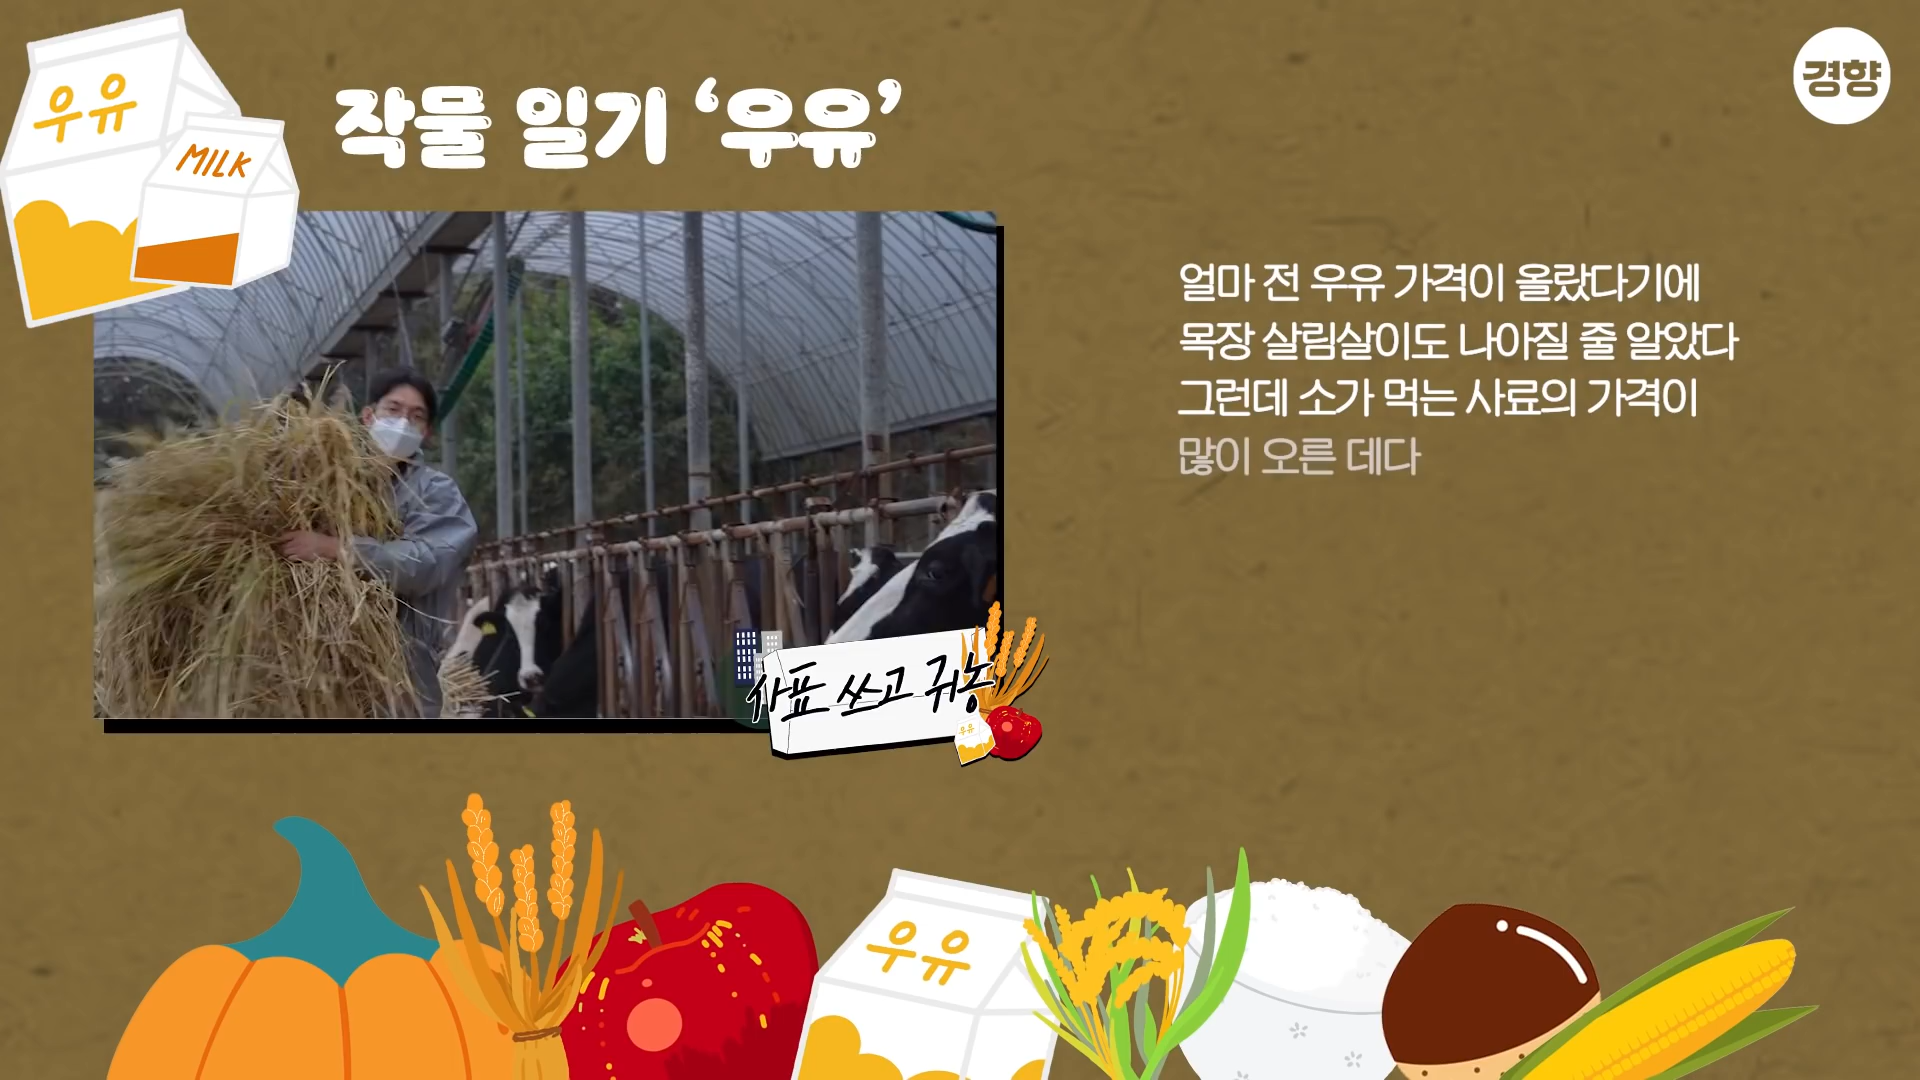 우유
MILK
작물 일기 ‘우유’
경향
얼마 전 우유 가격이 올랐다기에
목장 살림살이도 나아질 줄 알았다
그런데 소가 먹는 사료의 가격이
많이 오른 데다
사표 쓰고 귀농
우유
우유